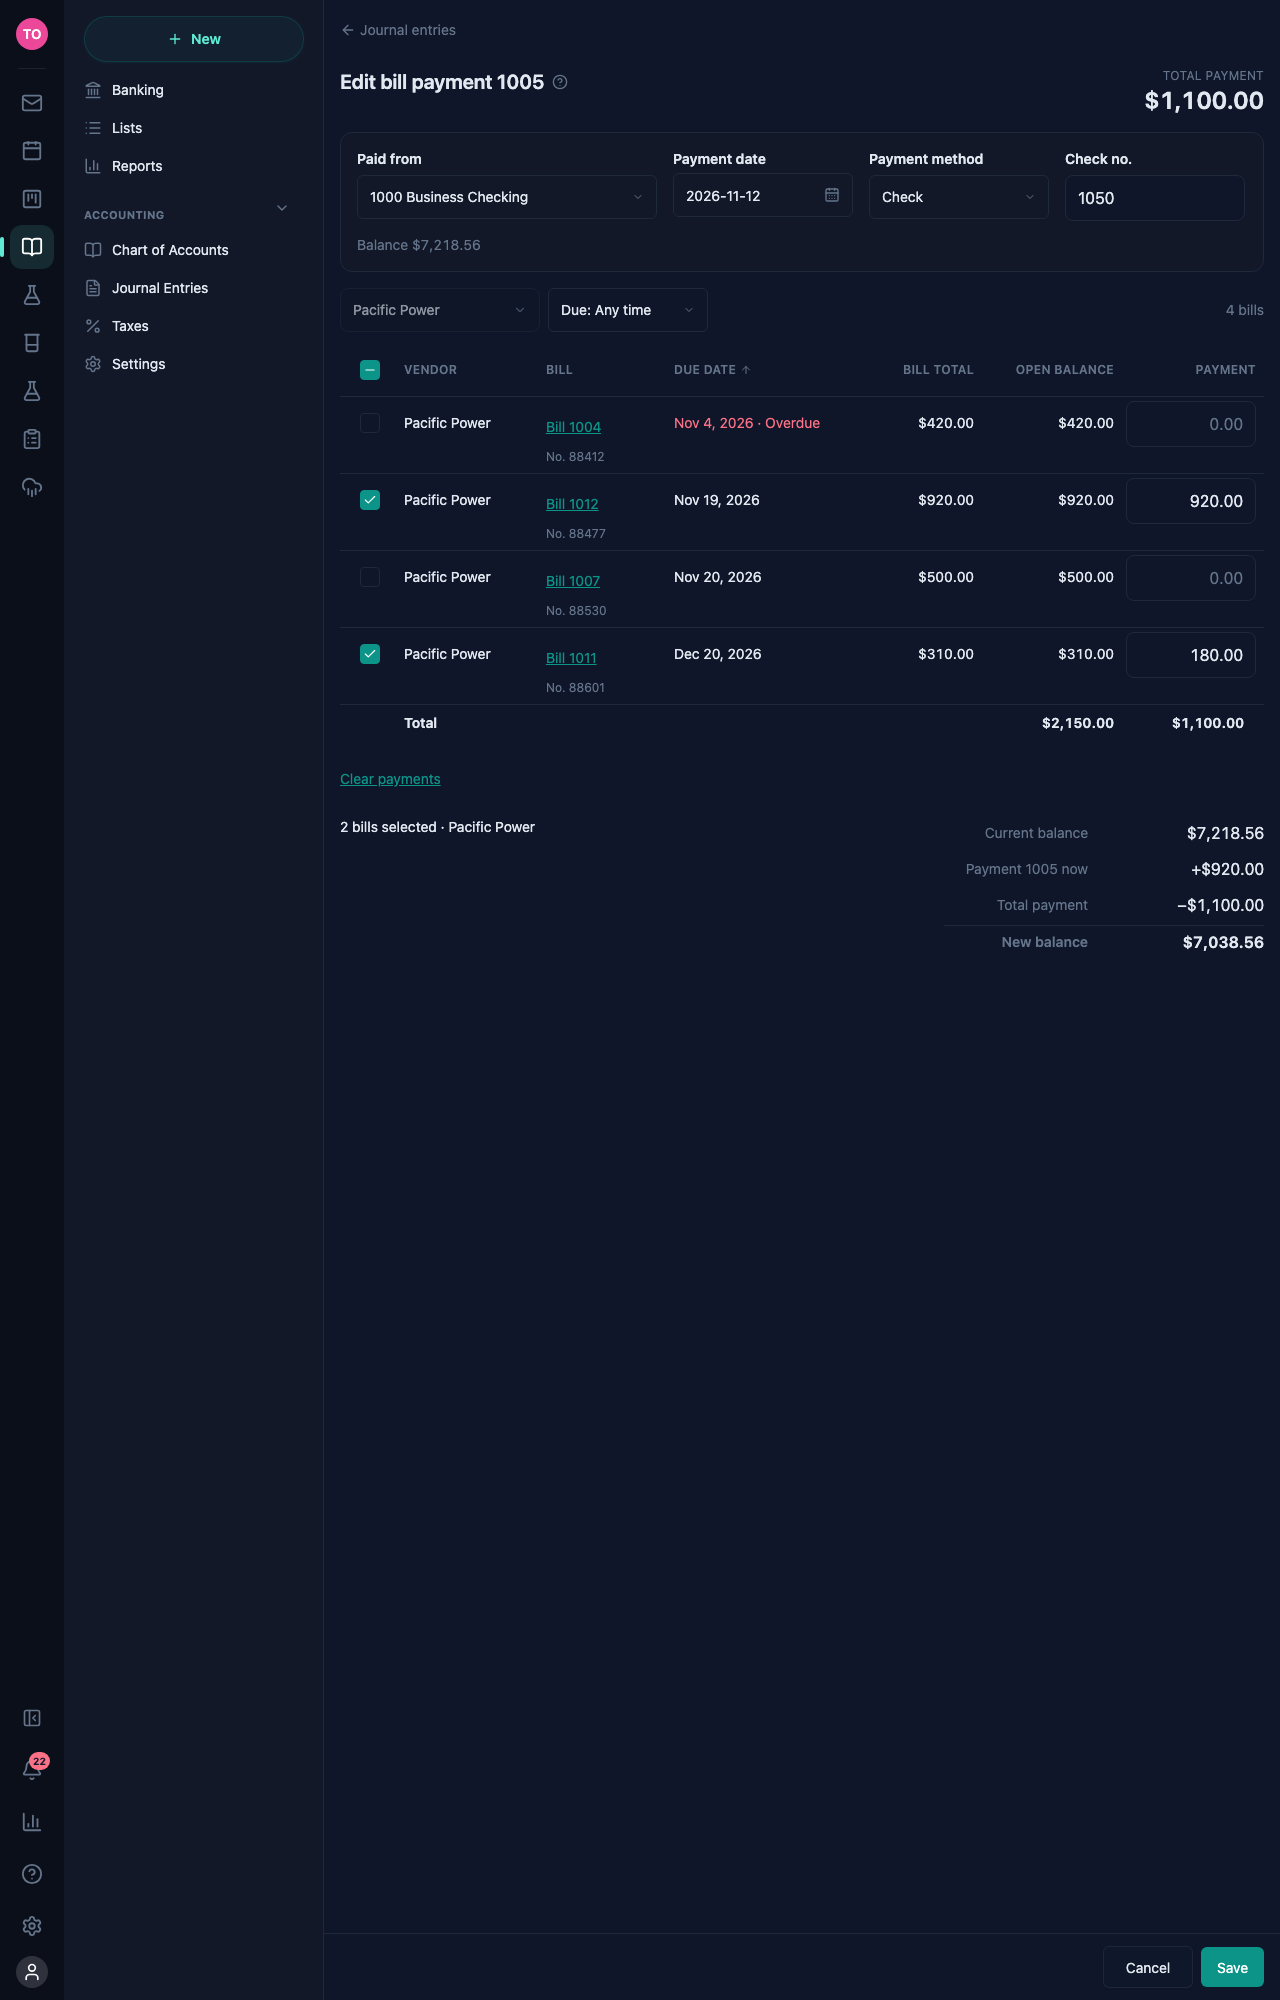 TO
New
Banking
Lists
Reports
ACCOUNTING
Chart of Accounts
Journal Entries
Taxes
Settings
22
Journal entries
Edit bill payment 1005
TOTAL PAYMENT
$1,100.00
Paid from
Payment date
Payment method
Check no.
1000 Business Checking
2026-11-12
Check
1050
Balance $7,218.56
Pacific Power
Due: Any time
4 bills
VENDOR BILL DUE DATE BILL TOTAL OPEN BALANCE PAYMENT
Pacific Power Bill 1004 Nov 4, 2026 · Overdue $420.00 $420.00 0.00
No. 88412
Pacific Power Bill 1012 Nov 19, 2026 $920.00 $920.00 920.00
No. 88477
Pacific Power Bill 1007 Nov 20, 2026 $500.00 $500.00 0.00
No. 88530
Pacific Power Bill 1011 Dec 20, 2026 $310.00 $310.00 180.00
No. 88601
Total $2,150.00 $1,100.00
Clear payments
2 bills selected · Pacific Power
Current balance $7,218.56
Payment 1005 now +$920.00
Total payment –$1,100.00
New balance $7,038.56
Cancel
Save